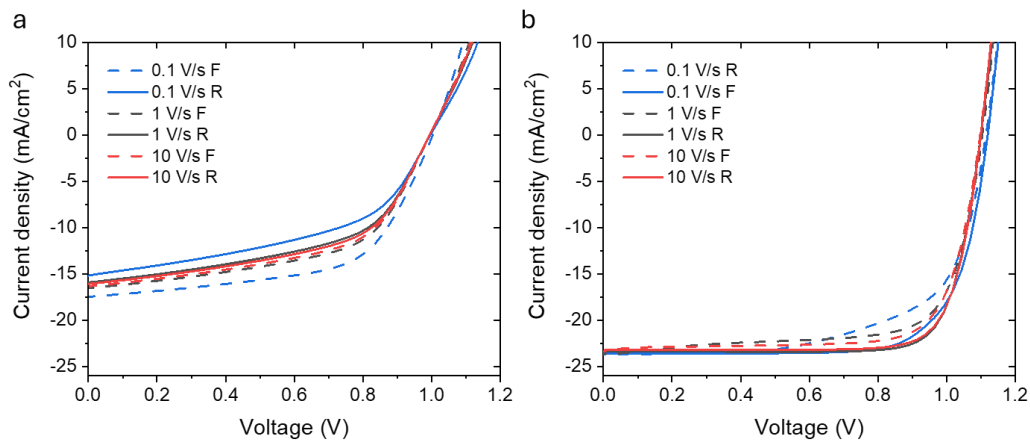 a
10
5
0
-5
-10
-15
-20
-25
Current density (mA/cm²)
0.1 V/s F
0.1 V/s R
1 V/s F
1 V/s R
10 V/s F
10 V/s R
0.0 0.2 0.4 0.6 0.8 1.0 1.2
Voltage (V)
b
10
5
0
-5
-10
-15
-20
-25
Current density (mA/cm²)
0.1 V/s R
0.1 V/s F
1 V/s F
1 V/s R
10 V/s F
10 V/s R
0.0 0.2 0.4 0.6 0.8 1.0 1.2
Voltage (V)